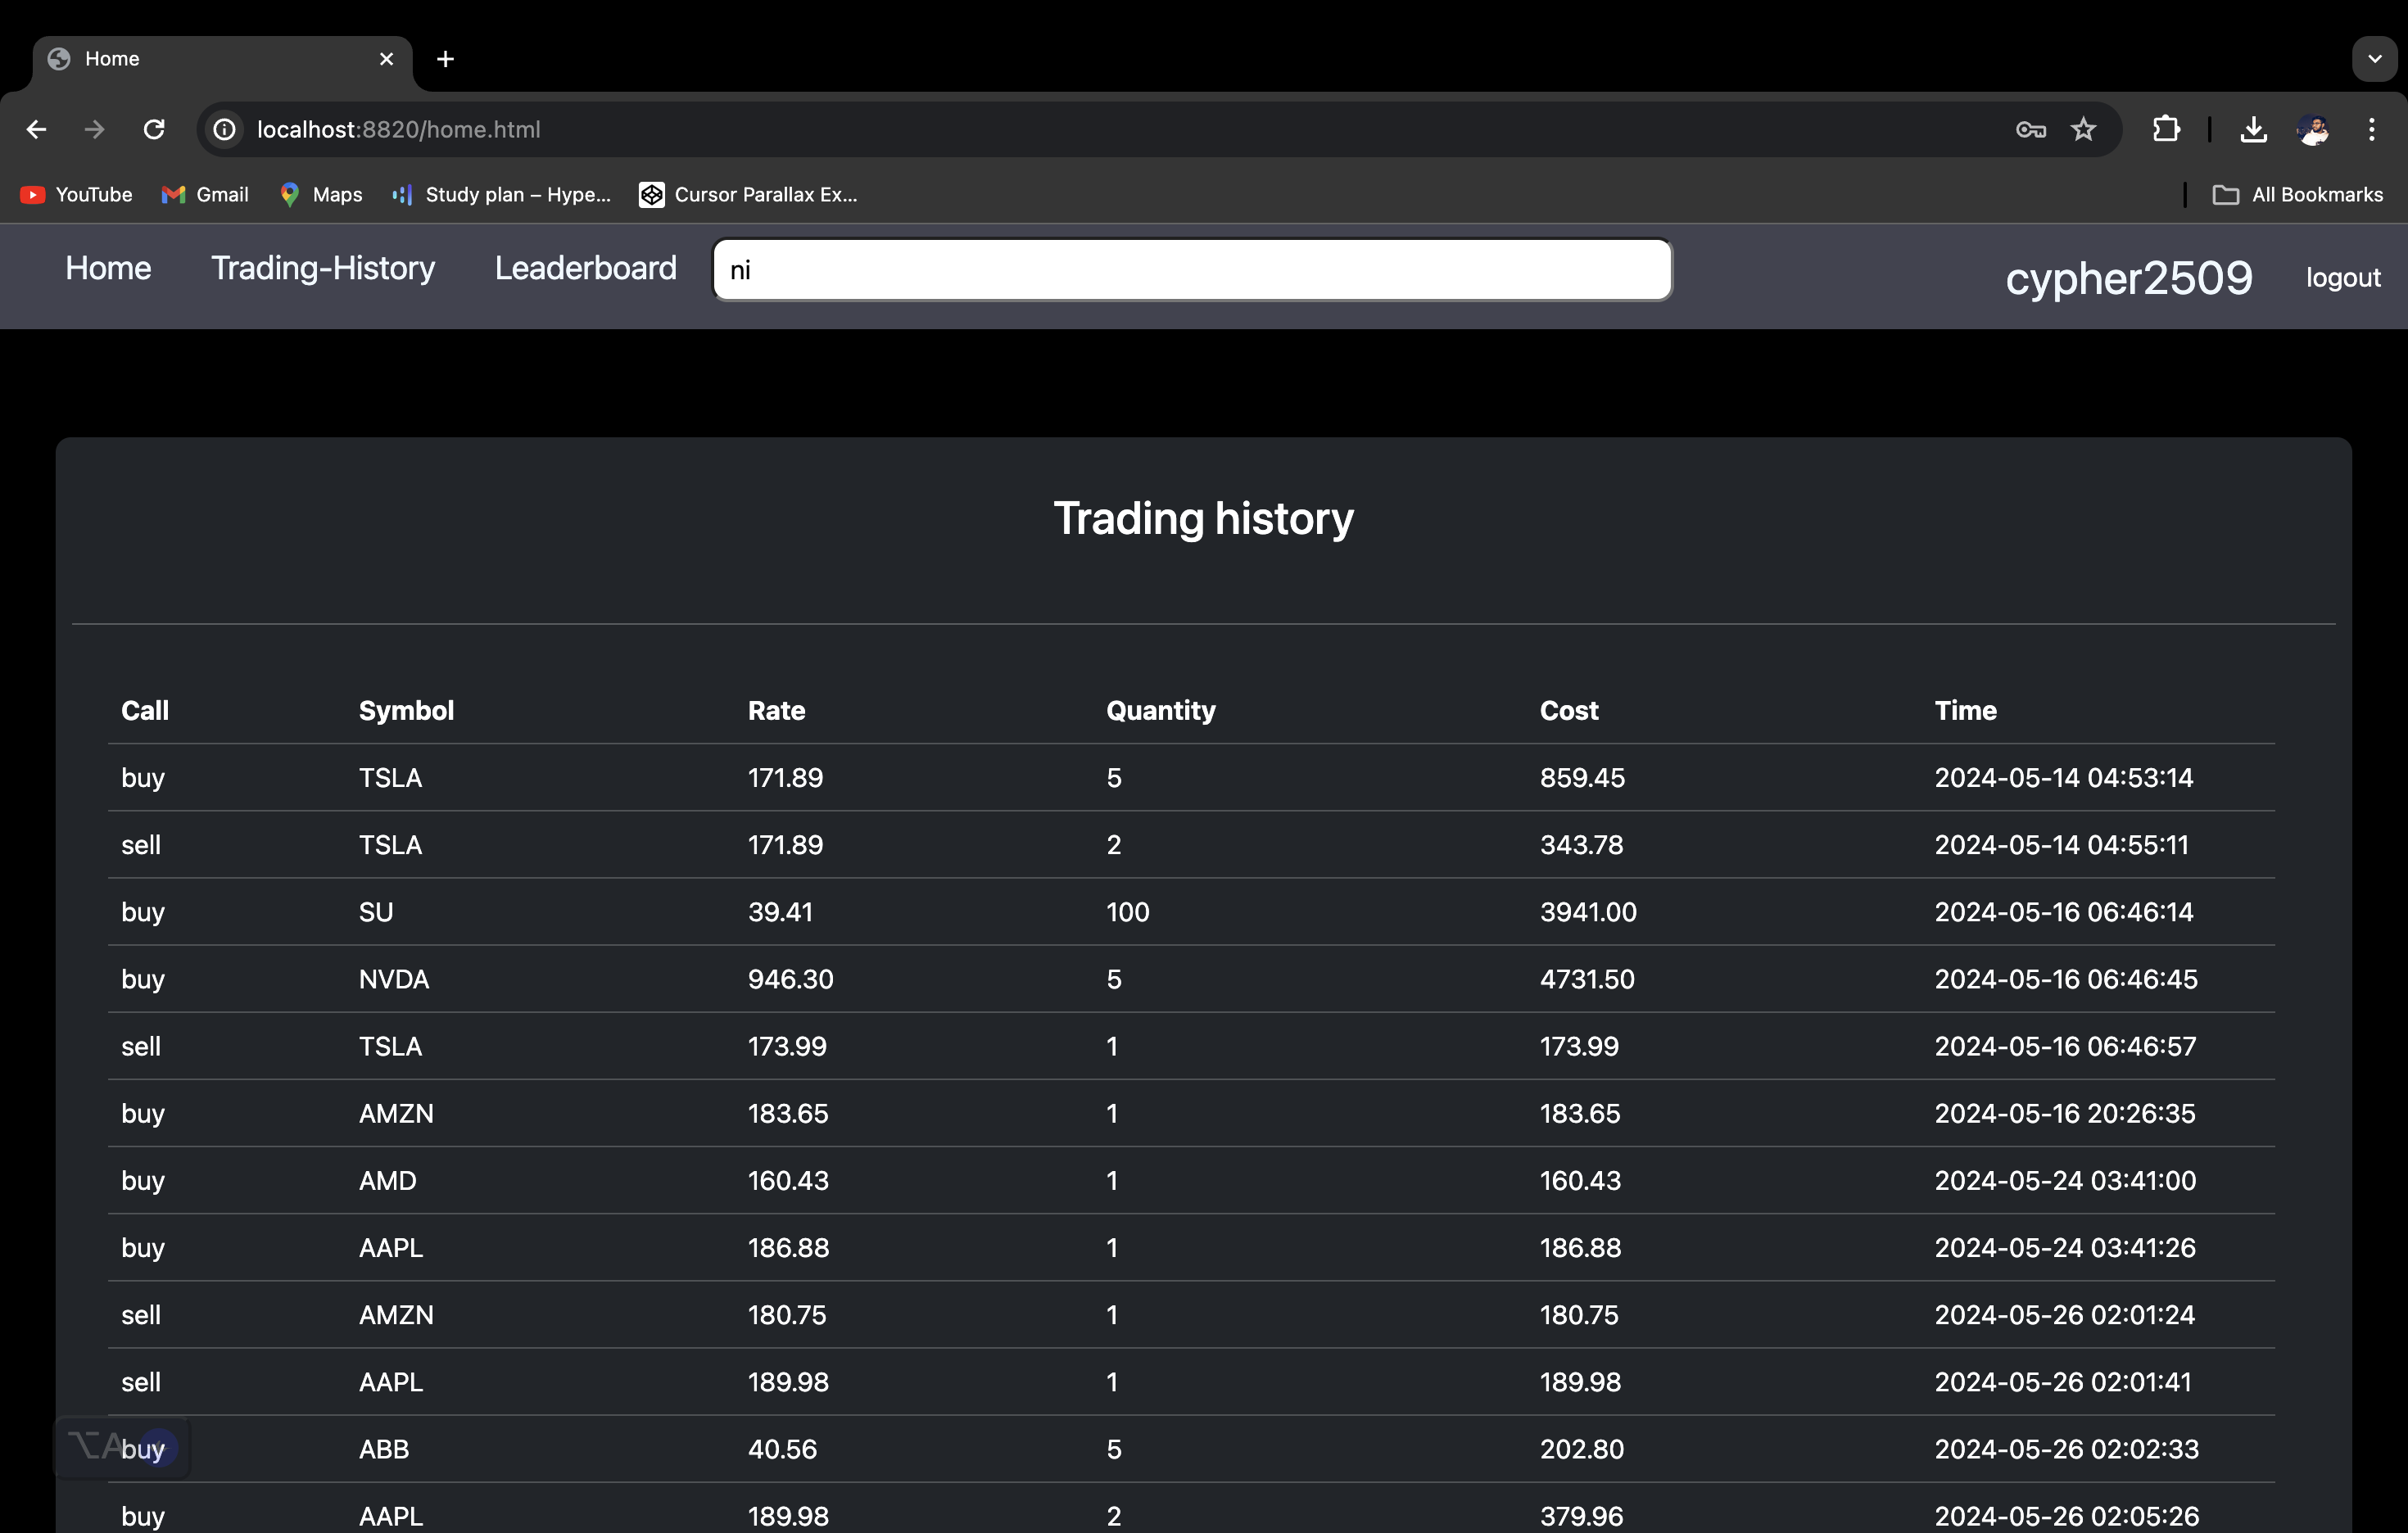 Home
localhost:8820/home.html
YouTube Gmail Maps Study plan – Hype... Cursor Parallax Ex... All Bookmarks
Home Trading-History Leaderboard ni cypher2509 logout
Trading history
Call Symbol Rate Quantity Cost Time
buy TSLA 171.89 5 859.45 2024-05-14 04:53:14
sell TSLA 171.89 2 343.78 2024-05-14 04:55:11
buy SU 39.41 100 3941.00 2024-05-16 06:46:14
buy NVDA 946.30 5 4731.50 2024-05-16 06:46:45
sell TSLA 173.99 1 173.99 2024-05-16 06:46:57
buy AMZN 183.65 1 183.65 2024-05-16 20:26:35
buy AMD 160.43 1 160.43 2024-05-24 03:41:00
buy AAPL 186.88 1 186.88 2024-05-24 03:41:26
sell AMZN 180.75 1 180.75 2024-05-26 02:01:24
sell AAPL 189.98 1 189.98 2024-05-26 02:01:41
⌥A buy ABB 40.56 5 202.80 2024-05-26 02:02:33
buy AAPL 189.98 2 379.96 2024-05-26 02:05:26